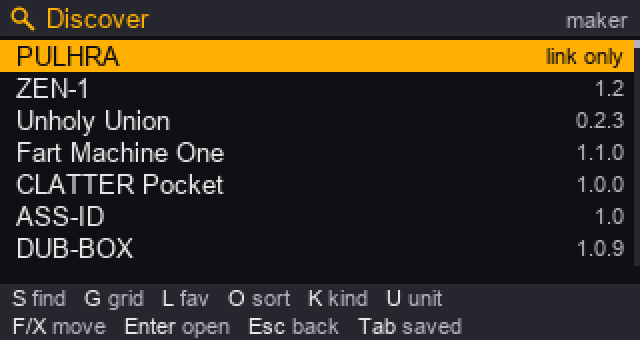 Discover maker
PULHRA link only
ZEN-1 1.2
Unholy Union 0.2.3
Fart Machine One 1.1.0
CLATTER Pocket 1.0.0
ASS-ID 1.0
DUB-BOX 1.0.9
S find G grid L fav O sort K kind U unit
F/X move Enter open Esc back Tab saved